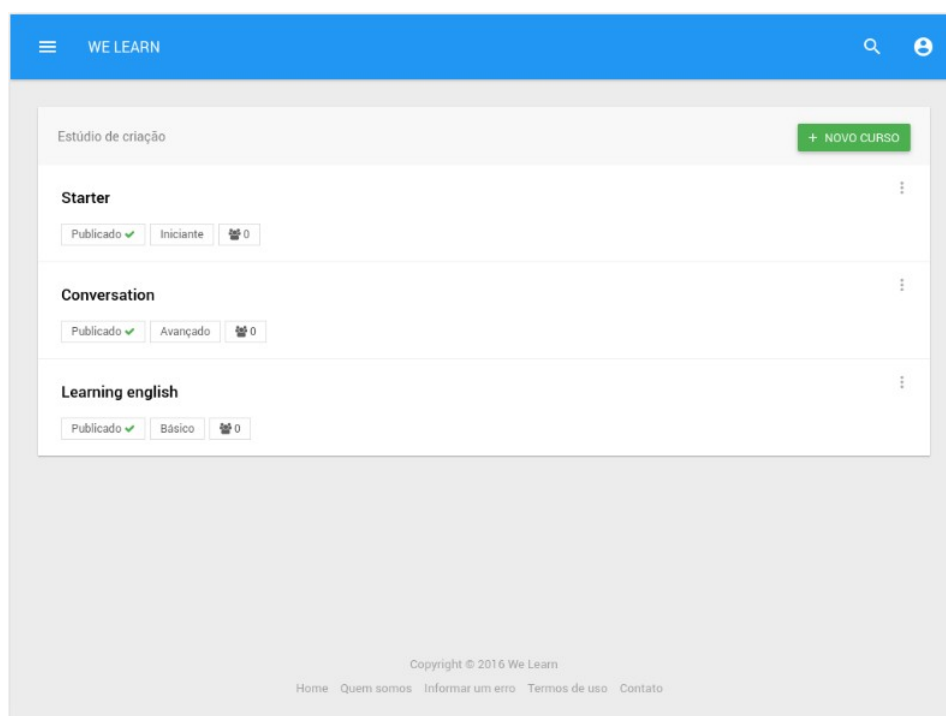 WE LEARN
Estúdio de criação
+ NOVO CURSO
Starter
Publicado Iniciante 0
Conversation
Publicado Avançado 0
Learning english
Publicado Básico 0
Copyright © 2016 We Learn
Home Quem somos Informar um erro Termos de uso Contato